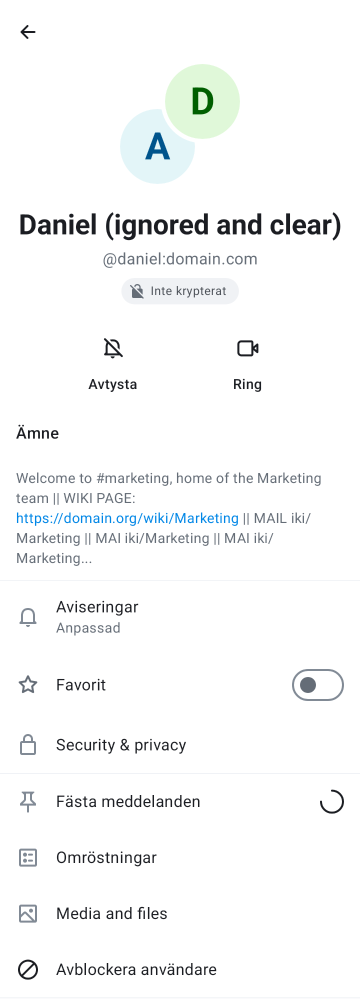 D
A
Daniel (ignored and clear)
@daniel:domain.com
Inte krypterat
Avtysta
Ring
Ämne
Welcome to #marketing, home of the Marketing
team || WIKI PAGE:
https://domain.org/wiki/Marketing || MAIL iki/
Marketing || MAI iki/Marketing || MAI iki/
Marketing...
Aviseringar
Anpassad
Favorit
Security & privacy
Fästa meddelanden
Omröstningar
Media and files
Avblockera användare